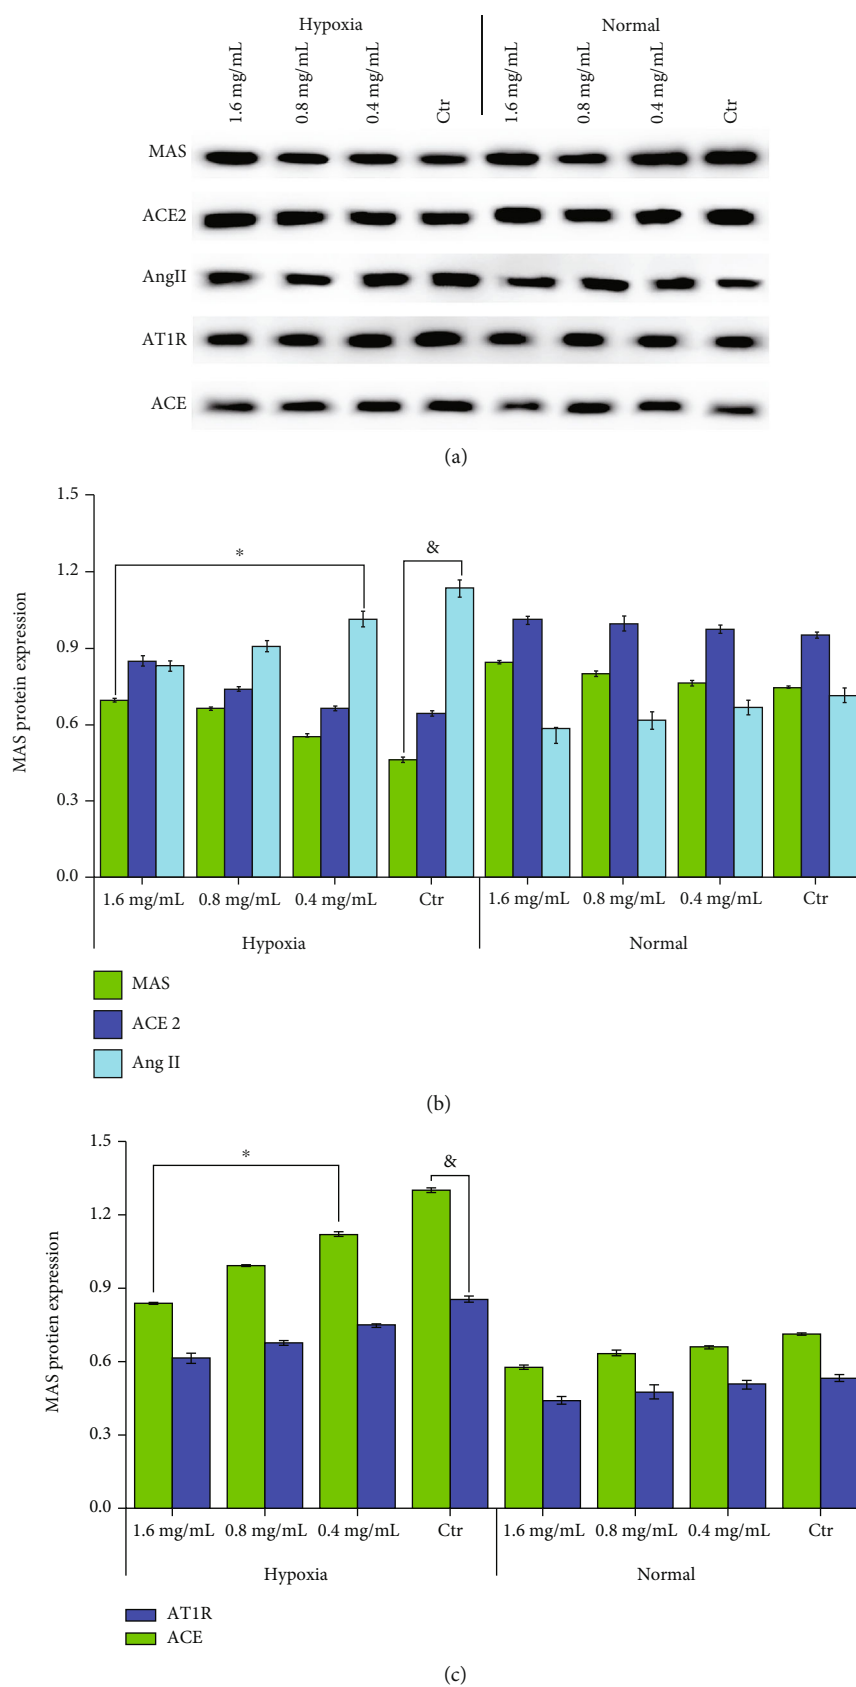 Hypoxia Normal
1.6 mg/mL 0.8 mg/mL 0.4 mg/mL Ctr 1.6 mg/mL 0.8 mg/mL 0.4 mg/mL Ctr
MAS
ACE2
AngII
AT1R
ACE
(a)
1.5
1.2
0.9
0.6
0.3
0.0
MAS protein expression
* &
1.6 mg/mL 0.8 mg/mL 0.4 mg/mL Ctr 1.6 mg/mL 0.8 mg/mL 0.4 mg/mL Ctr
Hypoxia Normal
MAS
ACE 2
Ang II
(b)
1.5
1.2
0.9
0.6
0.3
0.0
MAS protien expression
* &
1.6 mg/mL 0.8 mg/mL 0.4 mg/mL Ctr 1.6 mg/mL 0.8 mg/mL 0.4 mg/mL Ctr
Hypoxia Normal
AT1R
ACE
(c)